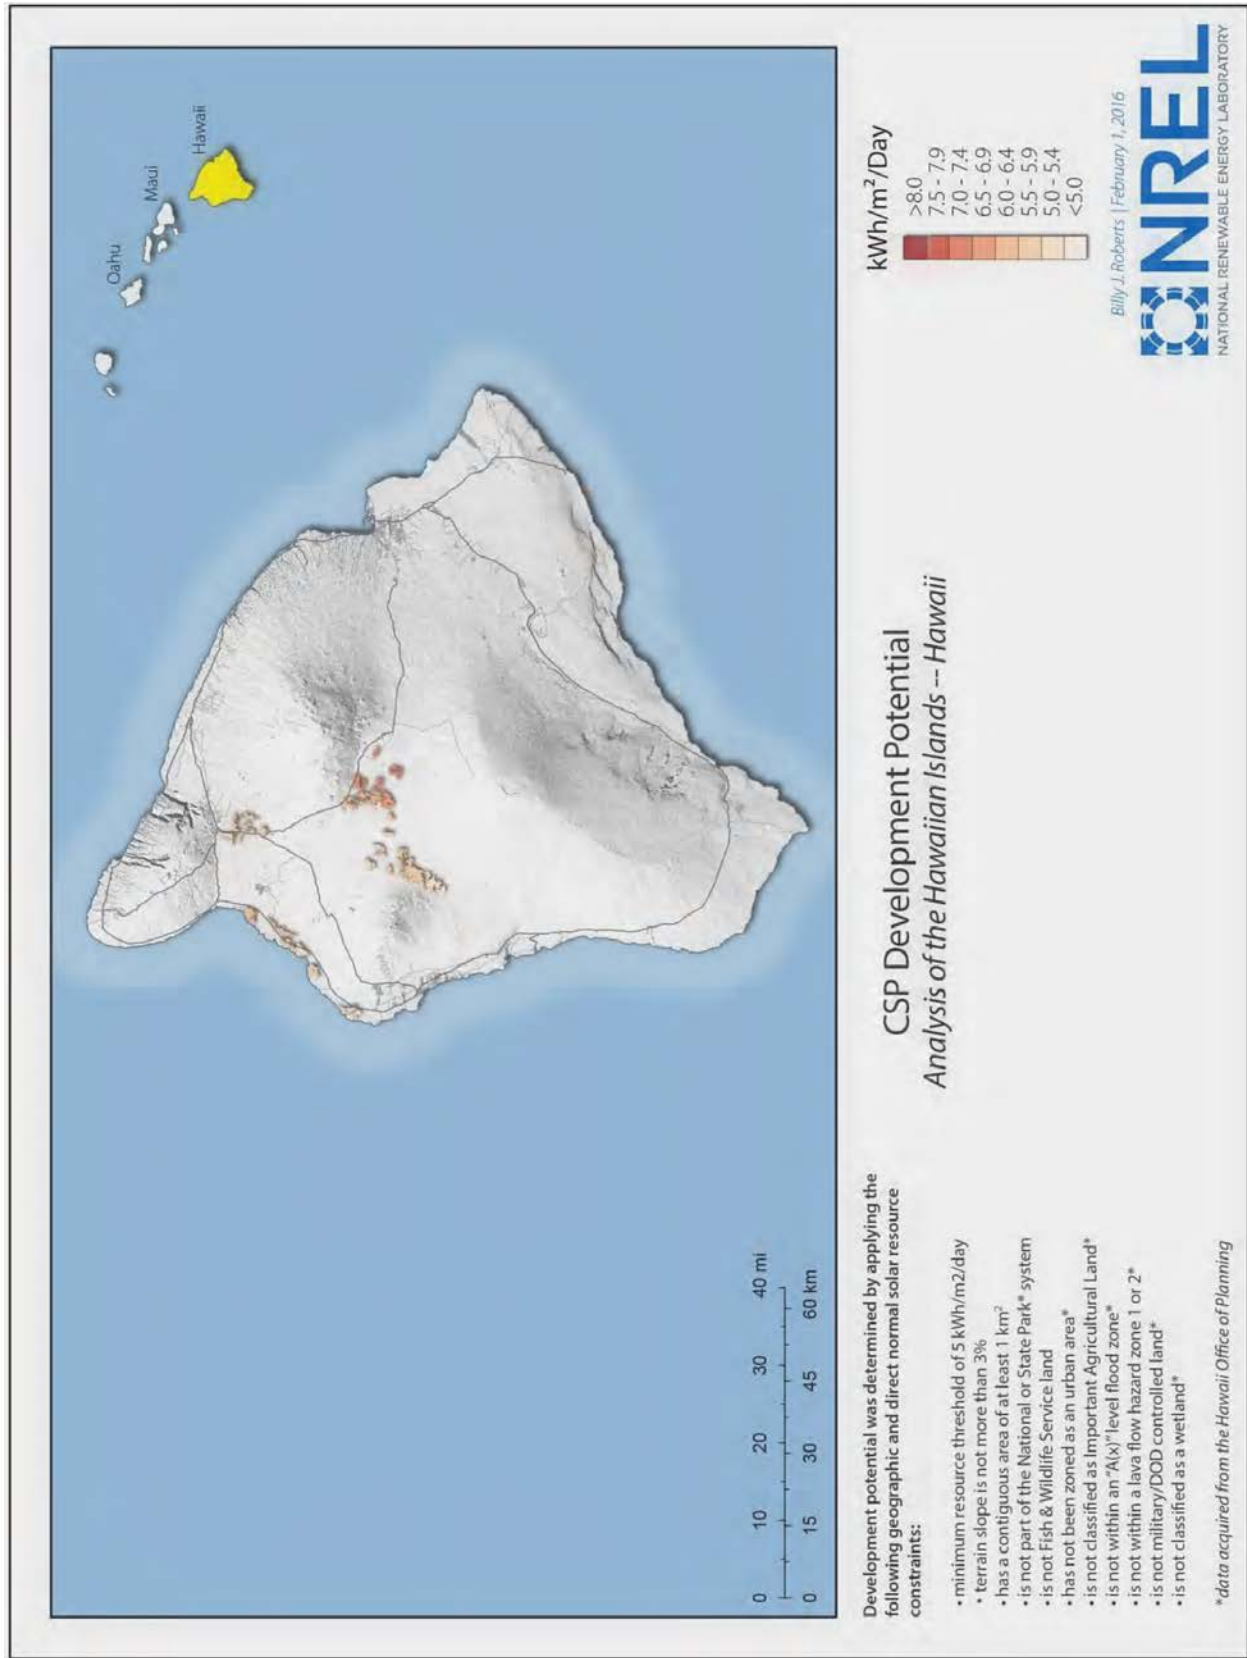 Oahu
Maui
Hawaii
0 10 20 30 40 mi
0 15 30 45 60 km
Development potential was determined by applying the
following geographic and direct normal solar resource
constraints:
• minimum resource threshold of 5 kWh/m2/day
* terrain slope is not more than 3%
• has a contiguous area of at least 1 km²
• is not part of the National or State Park* system
• is not Fish & Wildlife Service land
• has not been zoned as an urban area*
• is not classified as Important Agricultural Land*
• is not within an "A(x)" level flood zone*
• is not within a lava flow hazard zone 1 or 2*
• is not military/DOD controlled land*
• is not classified as a wetland*
*data acquired from the Hawaii Office of Planning
CSP Development Potential
Analysis of the Hawaiian Islands -- Hawaii
kWh/m²/Day
>8.0
7.5 - 7.9
7.0 - 7.4
6.5 - 6.9
6.0 - 6.4
5.5 - 5.9
5.0 - 5.4
<5.0
Billy J. Roberts | February 1, 2016
NREL
NATIONAL RENEWABLE ENERGY LABORATORY